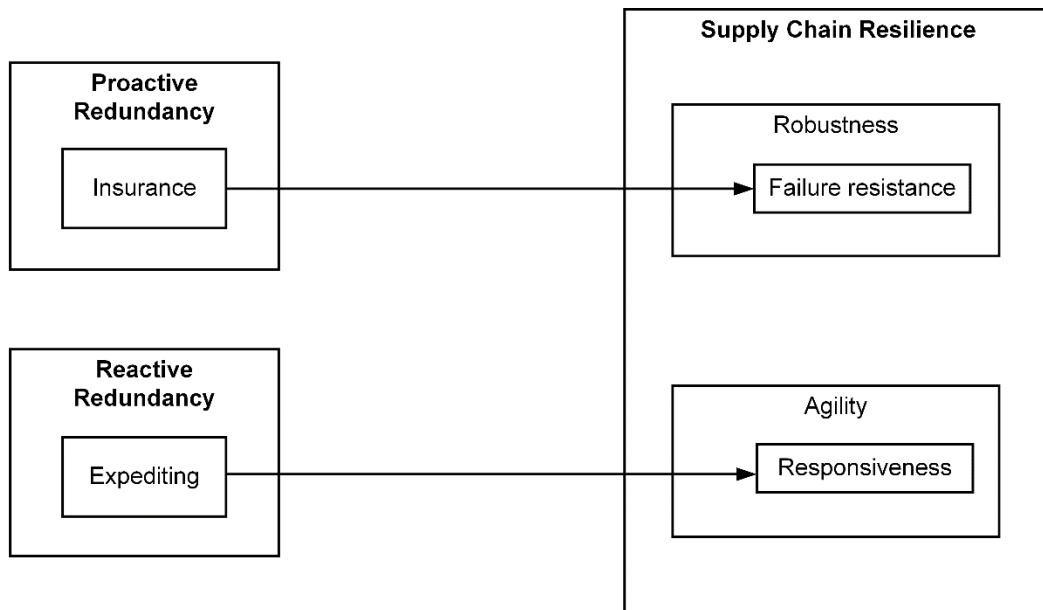 Supply Chain Resilience
Proactive
Redundancy
Insurance
Robustness
Failure resistance
Reactive
Redundancy
Expediting
Agility
Responsiveness